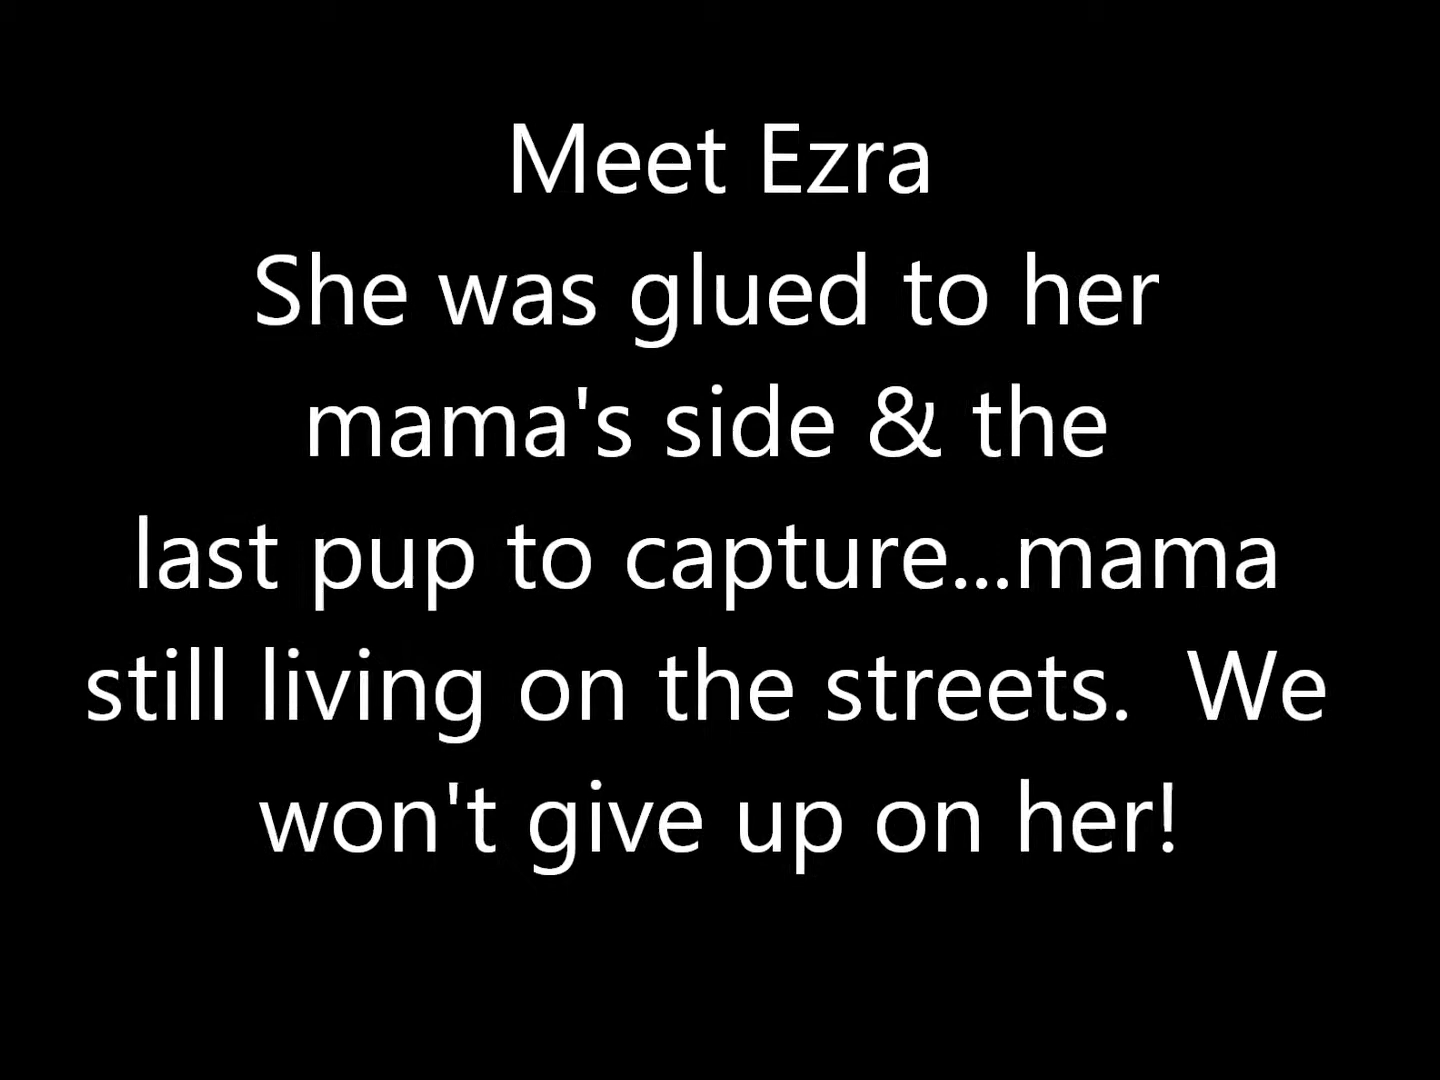 Meet Ezra
She was glued to her
mama's side & the
last pup to capture...mama
still living on the streets.  We
won't give up on her!